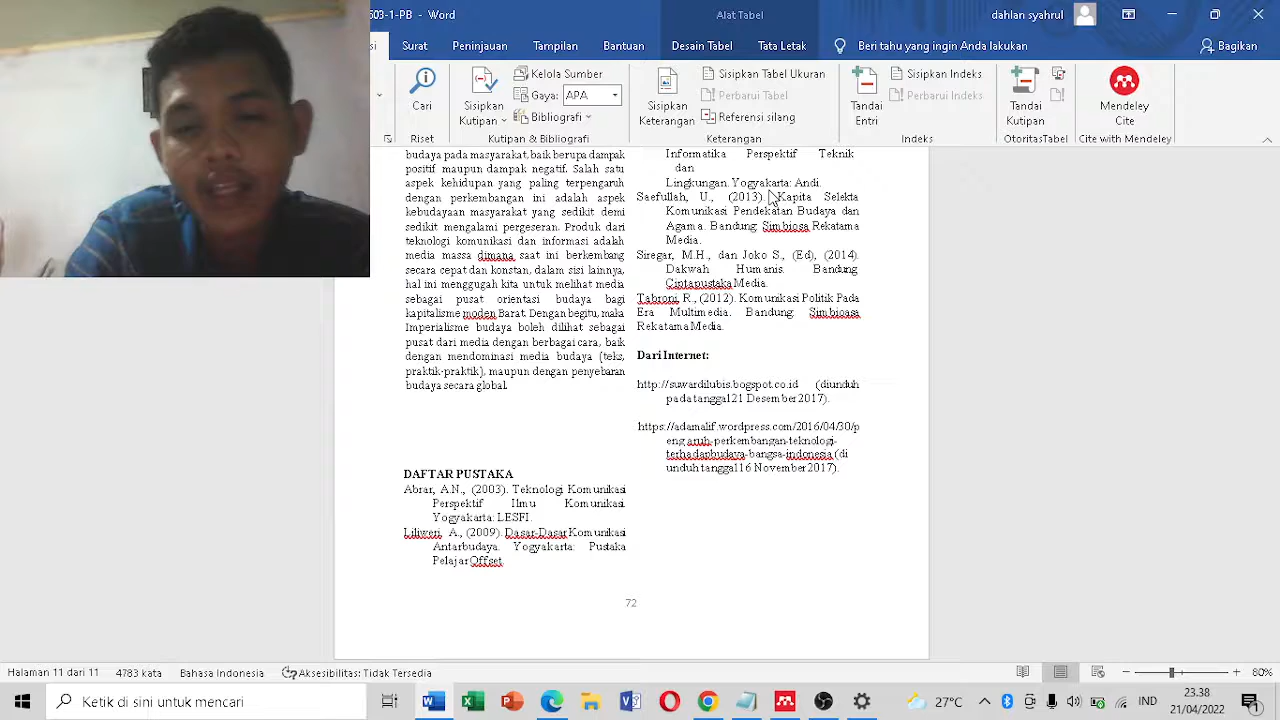 503-1-PB - Word
Alat Tabel
dahlan syahrul
Surat
Peninjauan
Tampilan
Bantuan
Desain Tabel
Tata Letak
Beri tahu yang ingin Anda lakukan
Bagikan
Cari
Riset
Sisipkan
Kutipan
Kelola Sumber
Gaya: APA
Bibliografi
Kutipan & Bibliografi
Sisipkan
Keterangan
Sisipkan Tabel Ukuran
Perbarui Tabel
Referensi silang
Keterangan
Tandai
Entri
Sisipkan Indeks
Perbarui Indeks
Indeks
Tandai
Kutipan
OtoritasTabel
Mendeley
Cite
Cite with Mendeley
budaya pada masyarakat, baik berupa dampak
positif maupun dampak negatif. Salah satu
aspek kehidupan yang paling terpengaruh
dengan perkembangan ini adalah aspek
kebudayaan masyarakat yang sedikit demi
sedikit mengalami pergeseran. Produk dari
teknologi komunikasi dan informasi adalah
media massa dimana saat ini berkembang
secara cepat dan konstan, dalam sisi lainnya,
hal ini menggugah kita untuk melihat media
sebagai pusat orientasi budaya bagi
kapitalisme moden Barat. Dengan begitu, maka
Imperialisme budaya boleh dilihat sebagai
pusat dari media dengan berbagai cara, baik
dengan mendominasi media budaya (teks,
praktik-praktik), maupun dengan penyebaran
budaya secara global.
DAFTAR PUSTAKA
Abrar, A.N., (2003). Teknologi Komunikasi
Perspektif Ilmu Komunikasi.
Yogyakarta: LESFI.
Liliweri, A., (2009). Dasar-Dasar Komunikasi
Antarbudaya. Yogyakarta: Pustaka
Pelajar Offset.
Informatika Perspektif Teknik
dan
Lingkungan. Yogyakarta: Andi.
Saefullah, U., (2013). Kapita Selekta
Komunikasi Pendekatan Budaya dan
Agama. Bandung: Simbiosa Rekatama
Media.
Siregar, M.H., dan Joko S., (Ed), (2014).
Dakwah Humanis. Bandung:
Ciptapustaka Media.
Tabroni, R., (2012). Komunikasi Politik Pada
Era Multimedia. Bandung: Simbioasa
Rekatama Media.
Dari Internet:
http://suwardilubis.bogspot.co.id (diunduh
pada tanggal 21 Desember 2017).
https://adamalif.wordpress.com/2016/04/30/p
eng aruh-perkembangan-teknologi-
terhadapbudaya-bangsa-indonesia (di
unduh tanggal 16 November 2017).
72
Halaman 11 dari 11
4783 kata
Bahasa Indonesia
Aksesibilitas: Tidak Tersedia
80%
Ketik di sini untuk mencari
27°C
IND
23.38
21/04/2022